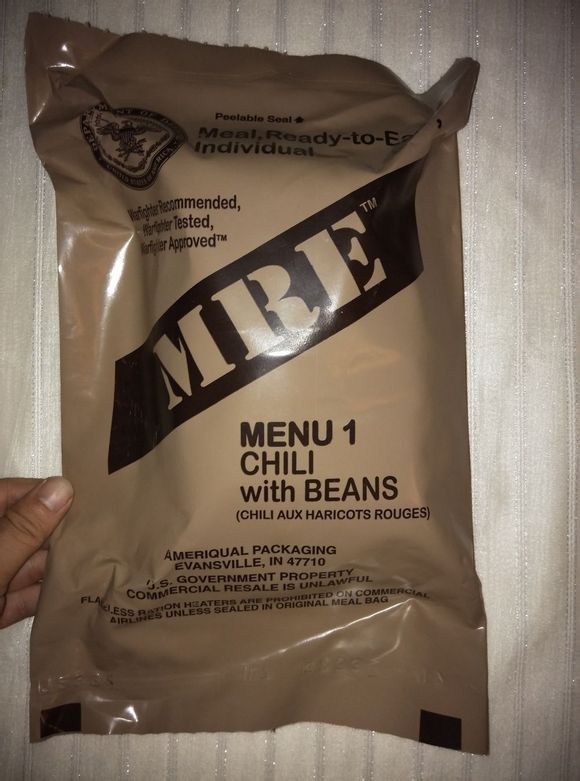 Peelable Seal
Meal, Ready-to-Ea
Individual
Warfighter Recommended,
Warfighter Tested,
Warfighter Approved™
MRE™
MENU 1
CHILI
with BEANS
(CHILI AUX HARICOTS ROUGES)
AMERIQUAL PACKAGING
EVANSVILLE, IN 47710
U.S. GOVERNMENT PROPERTY
COMMERCIAL RESALE IS UNLAWFUL
FLAMELESS RATION HEATERS ARE PROHIBITED ON COMMERCIAL
AIRLINES UNLESS SEALED IN ORIGINAL MEAL BAG